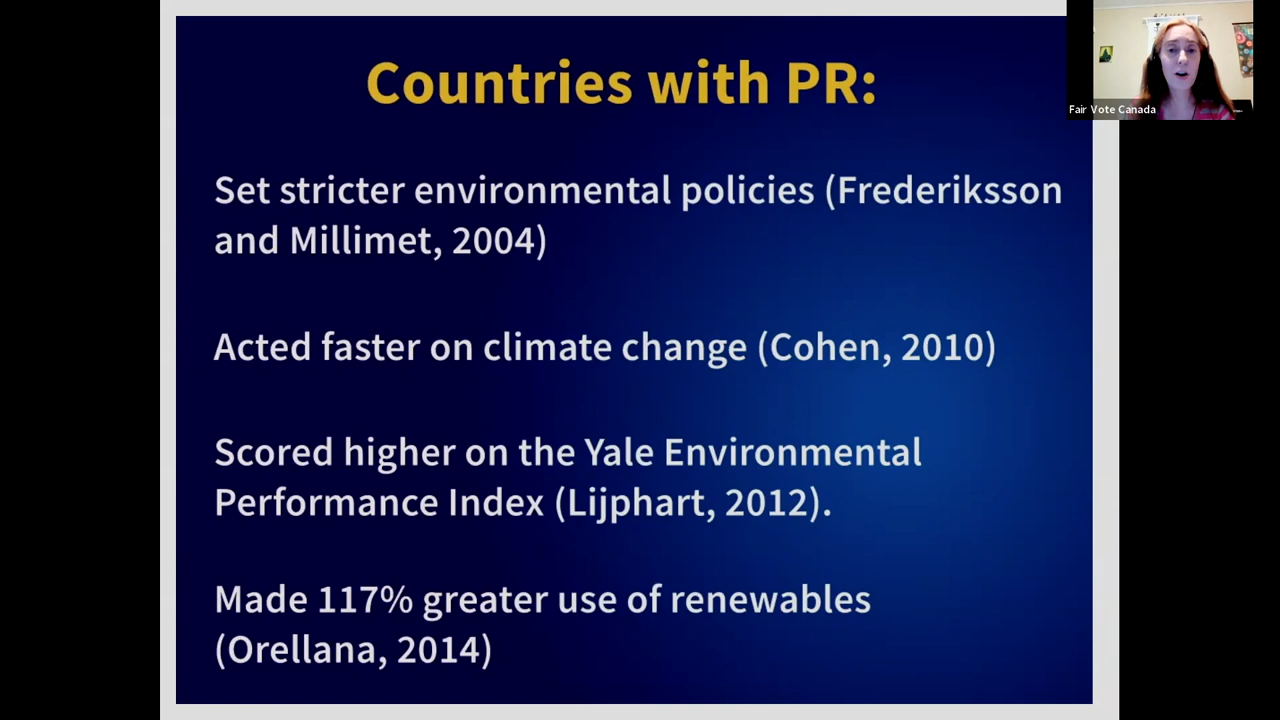 Countries with PR:
Set stricter environmental policies (Frederiksson
and Millimet, 2004)
Acted faster on climate change (Cohen, 2010)
Scored higher on the Yale Environmental
Performance Index (Lijphart, 2012).
Made 117% greater use of renewables
(Orellana, 2014)
Fair Vote Canada